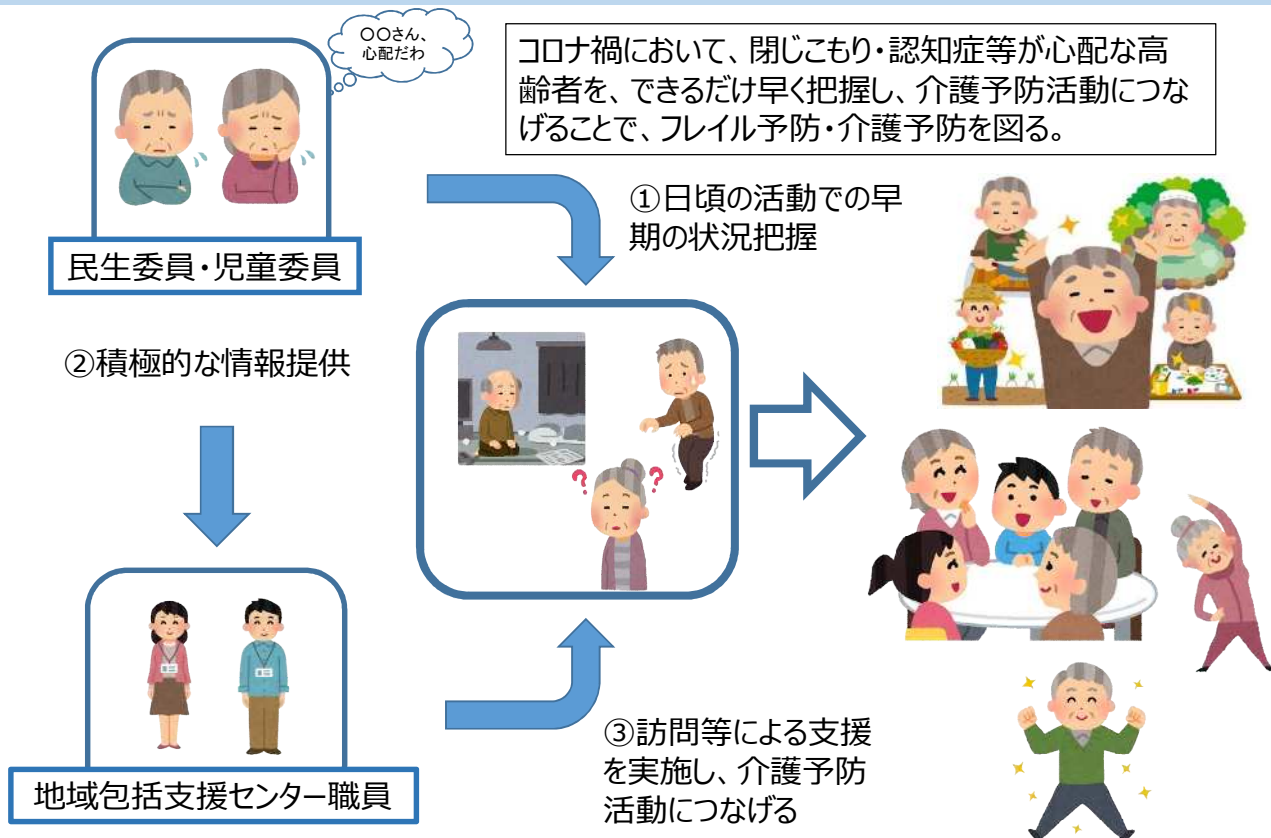 〇〇さん、
心配だわ
コロナ禍において、閉じこもり・認知症等が心配な高
齢者を、できるだけ早く把握し、介護予防活動につな
げることで、フレイル予防・介護予防を図る。
民生委員・児童委員
①日頃の活動での早
期の状況把握
②積極的な情報提供
？ ？
地域包括支援センター職員
③訪問等による支援
を実施し、介護予防
活動につなげる